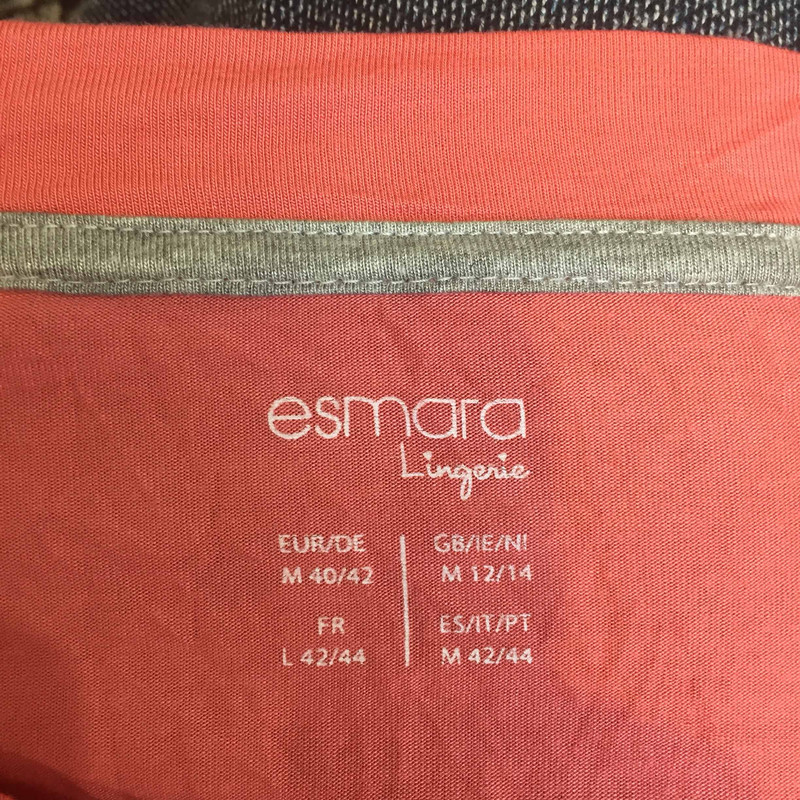 esmara
Lingerie
EUR/DE
M 40/42
GB/IE/NI
M 12/14
FR
L 42/44
ES/IT/PT
M 42/44